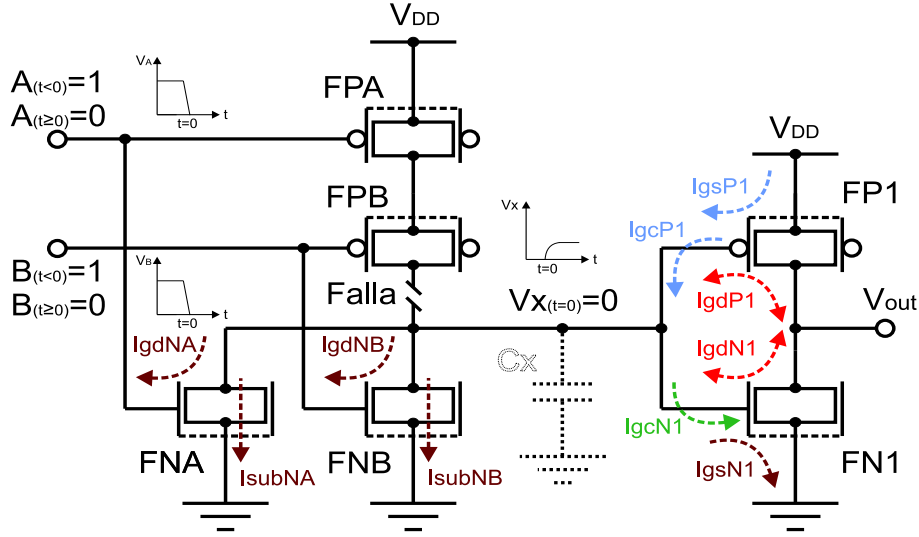 VDD
A(t<0)=1
A(t≥0)=0
VA
t=0
t
FPA
VDD
FPB
Vx
t=0
t
IgsP1
FP1
IgcP1
B(t<0)=1
B(t≥0)=0
VB
t=0
t
Falla
Vx(t=0)=0
IgdP1
Vout
IgdNA
IgdNB
Cx
IgdN1
IgcN1
FNA
IsubNA
FNB
IsubNB
IgsN1
FN1